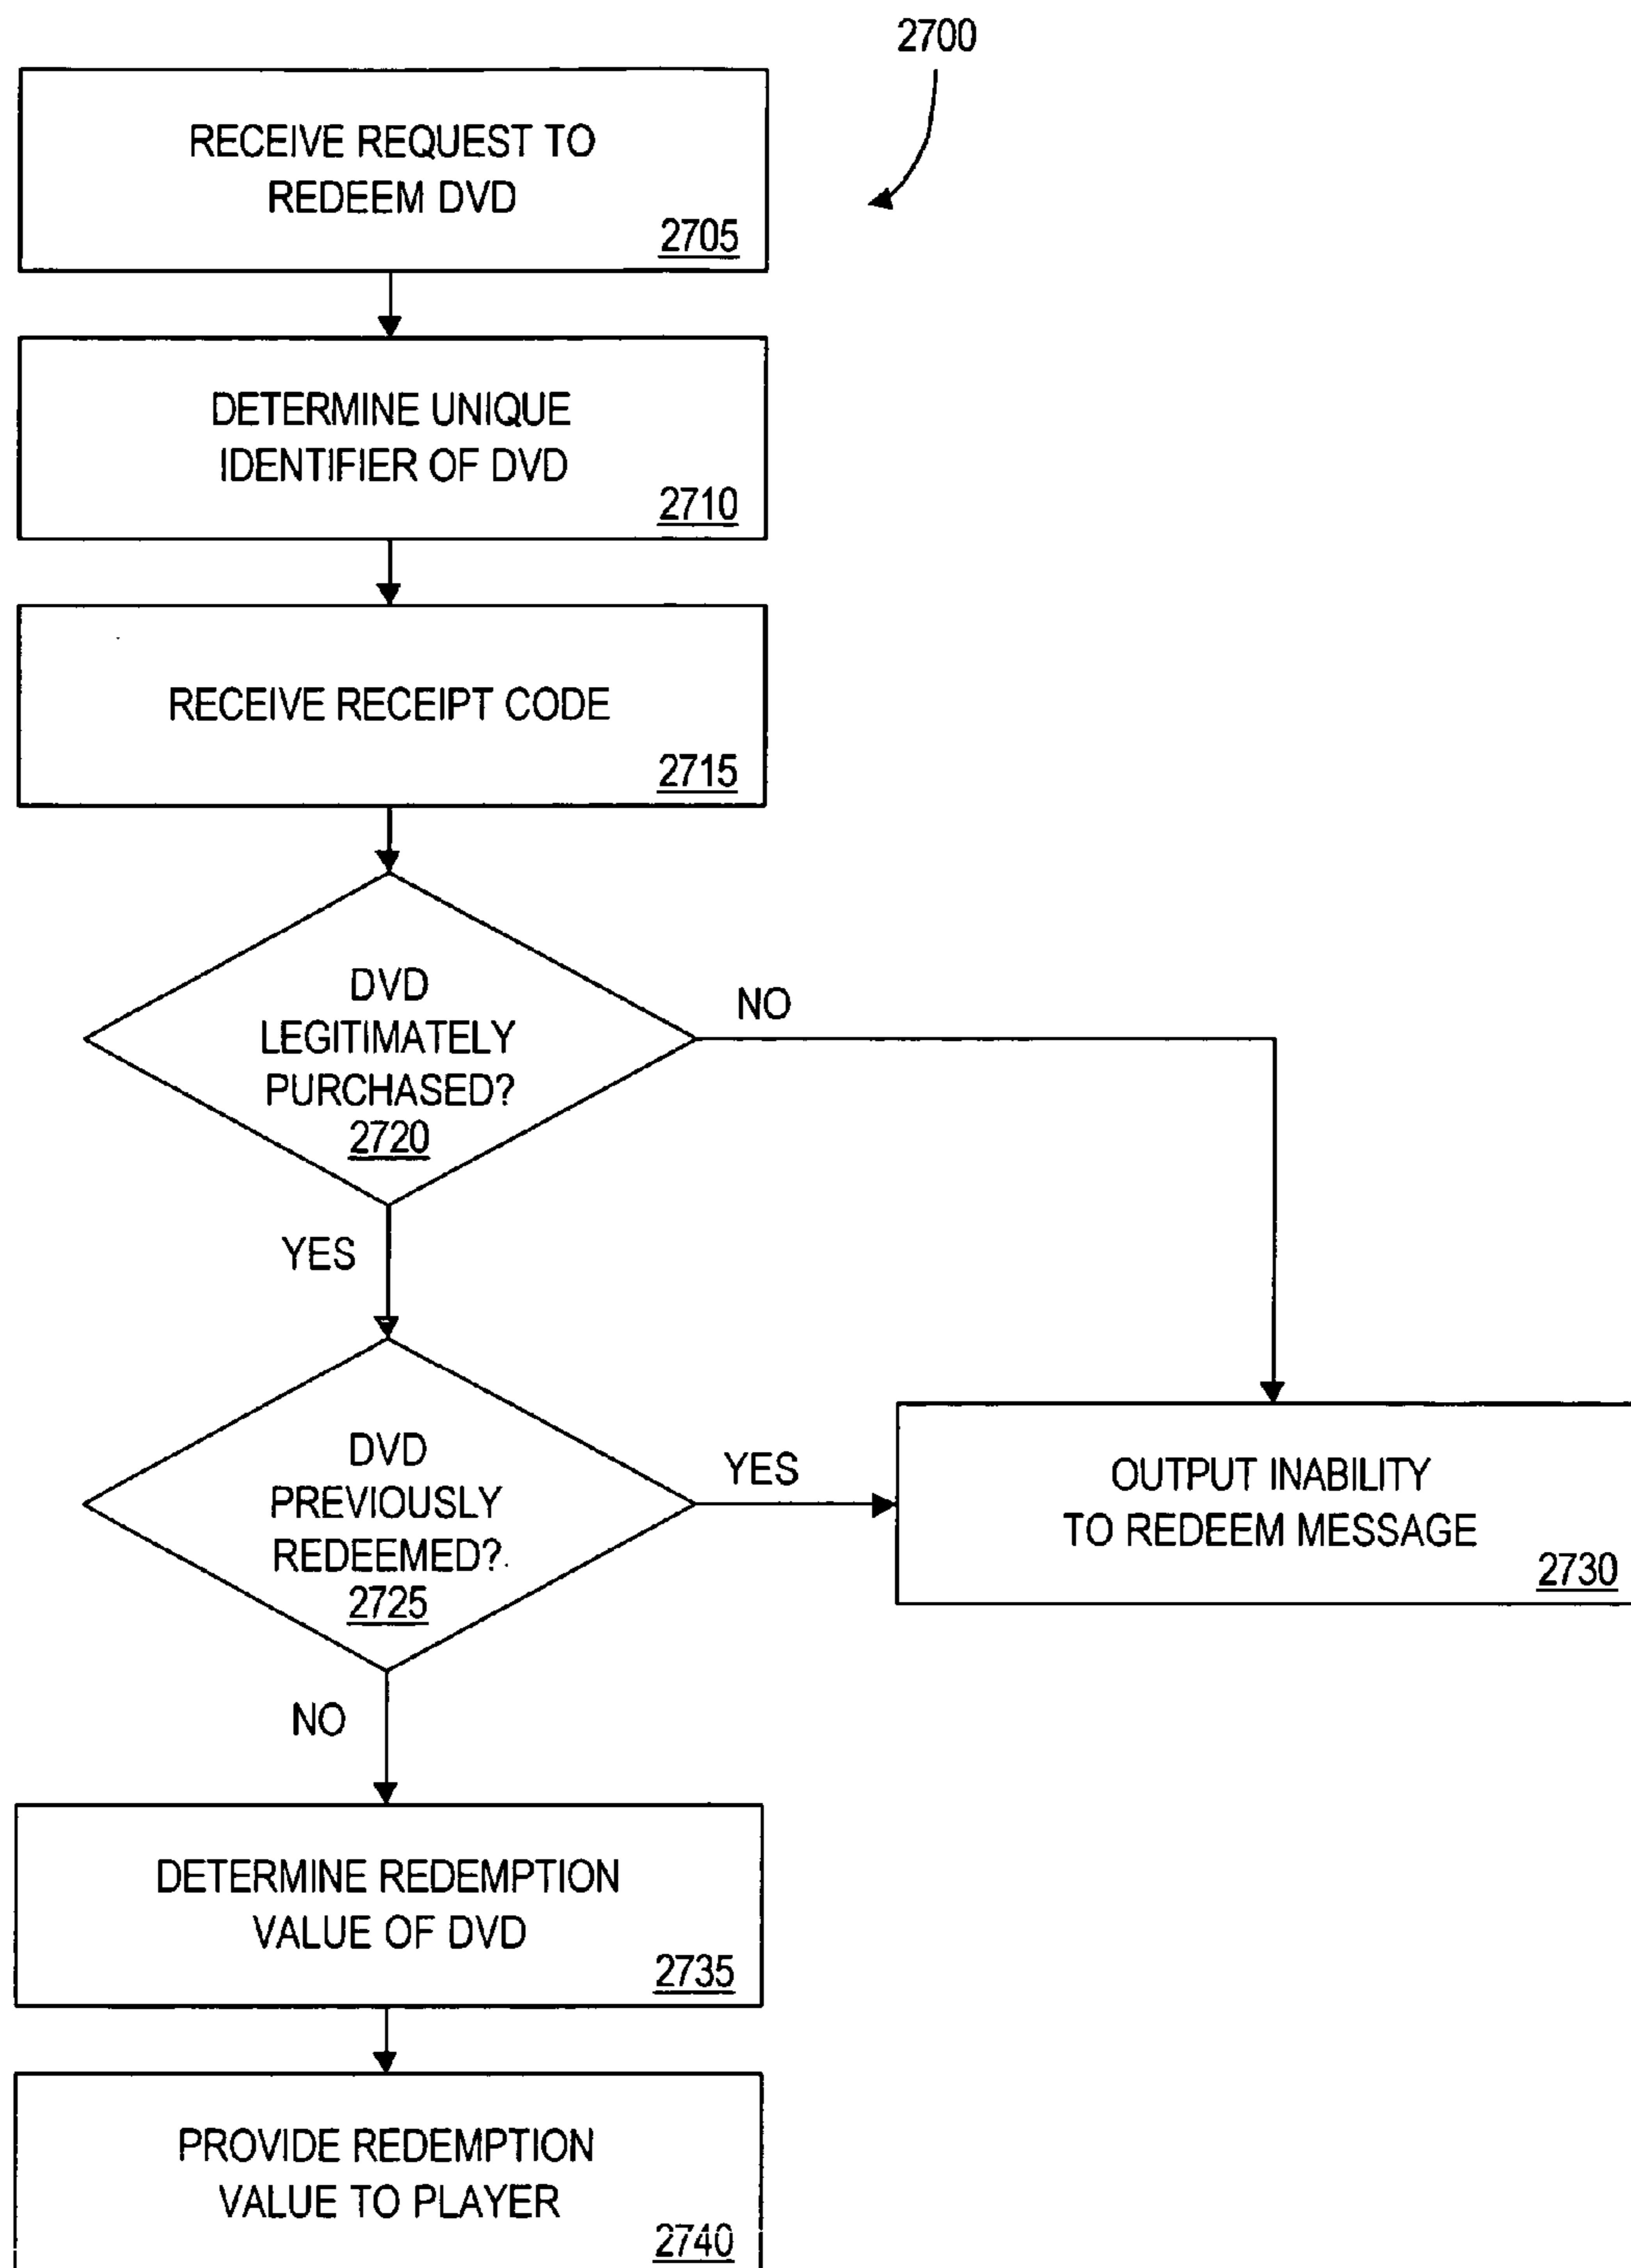 2700
RECEIVE REQUEST TO
REDEEM DVD
2705
DETERMINE UNIQUE
IDENTIFIER OF DVD
2710
RECEIVE RECEIPT CODE
2715
DVD
LEGITIMATELY
PURCHASED?
2720
NO
YES
DVD
PREVIOUSLY
REDEEMED?
2725
YES
OUTPUT INABILITY
TO REDEEM MESSAGE
2730
NO
DETERMINE REDEMPTION
VALUE OF DVD
2735
PROVIDE REDEMPTION
VALUE TO PLAYER
2740